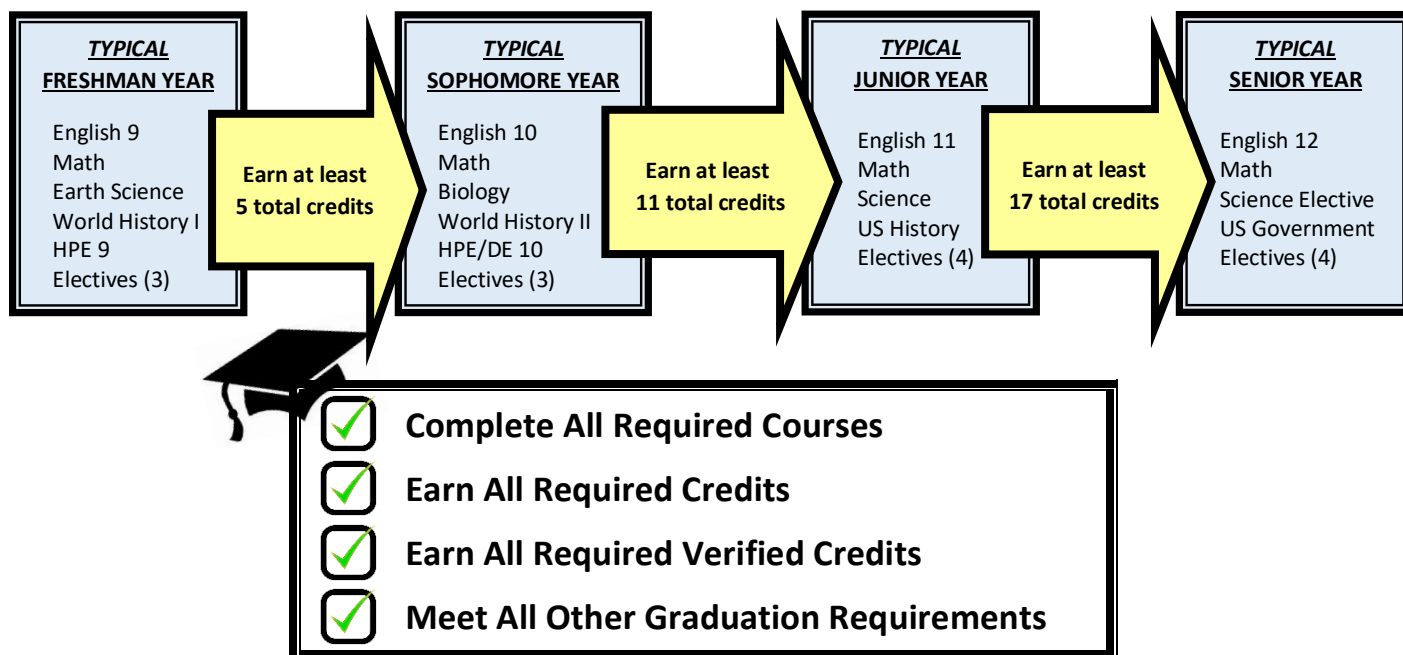 TYPICAL
FRESHMAN YEAR
English 9
Math
Earth Science
World History I
HPE 9
Electives (3)
Earn at least
5 total credits
TYPICAL
SOPHOMORE YEAR
English 10
Math
Biology
World History II
HPE/DE 10
Electives (3)
Earn at least
11 total credits
TYPICAL
JUNIOR YEAR
English 11
Math
Science
US History
Electives (4)
Earn at least
17 total credits
TYPICAL
SENIOR YEAR
English 12
Math
Science Elective
US Government
Electives (4)
Complete All Required Courses
Earn All Required Credits
Earn All Required Verified Credits
Meet All Other Graduation Requirements